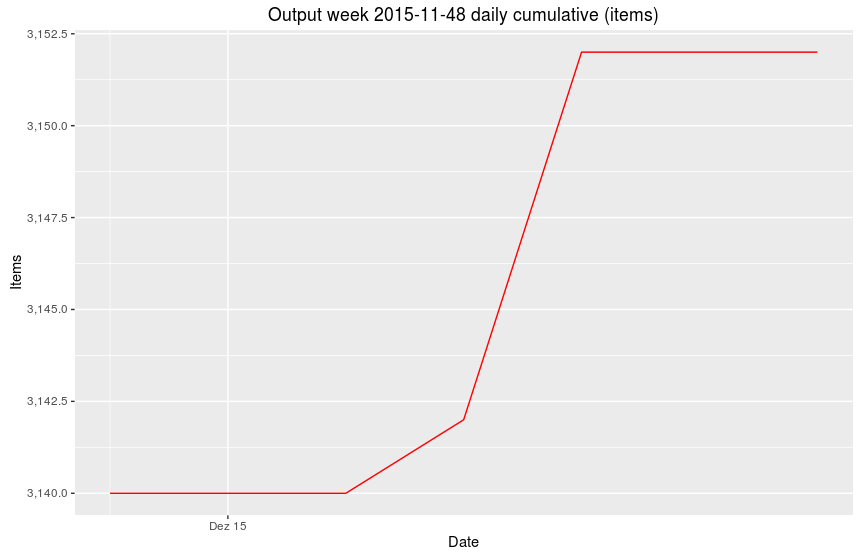 Output week 2015-11-48 daily cumulative (items)
3,152.5
3,150.0
3,147.5
3,145.0
3,142.5
3,140.0
Items
Dez 15
Date